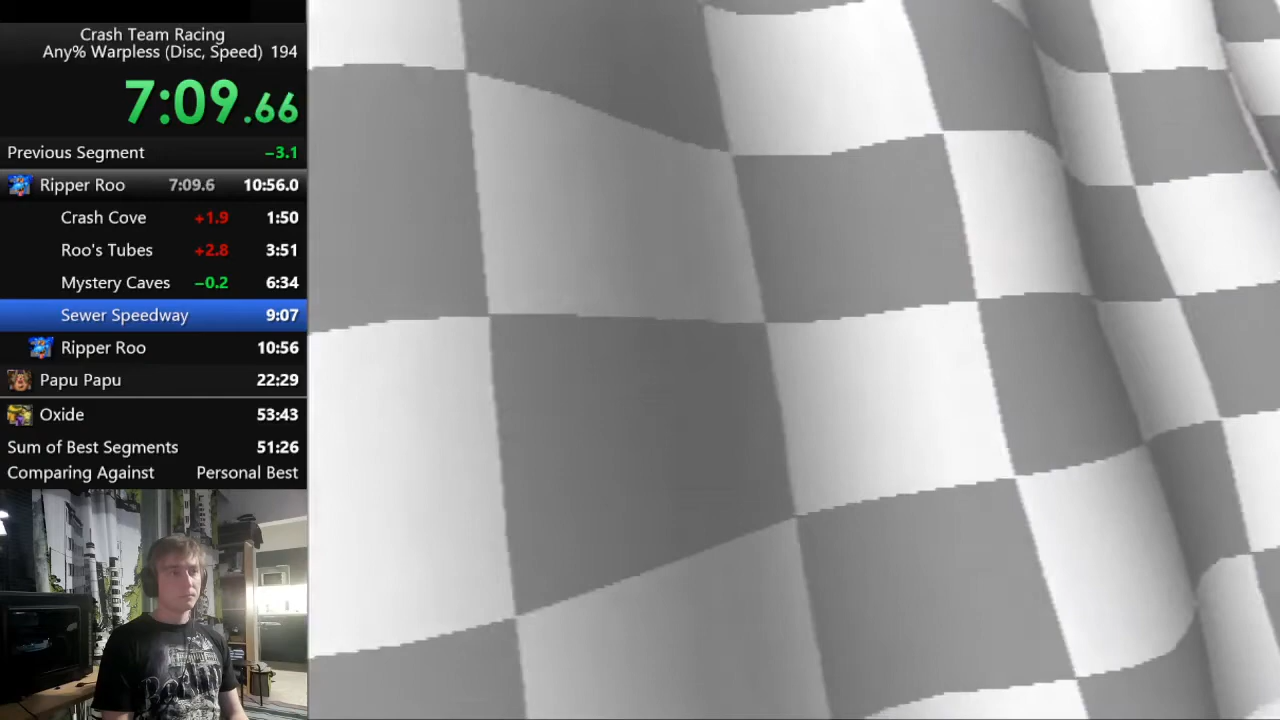 Crash Team Racing
Any% Warpless (Disc, Speed) 194
7:09.66
Previous Segment −3.1
Ripper Roo 7:09.6 10:56.0
Crash Cove +1.9 1:50
Roo's Tubes +2.8 3:51
Mystery Caves −0.2 6:34
Sewer Speedway 9:07
Ripper Roo 10:56
Papu Papu 22:29
Oxide 53:43
Sum of Best Segments 51:26
Comparing Against Personal Best